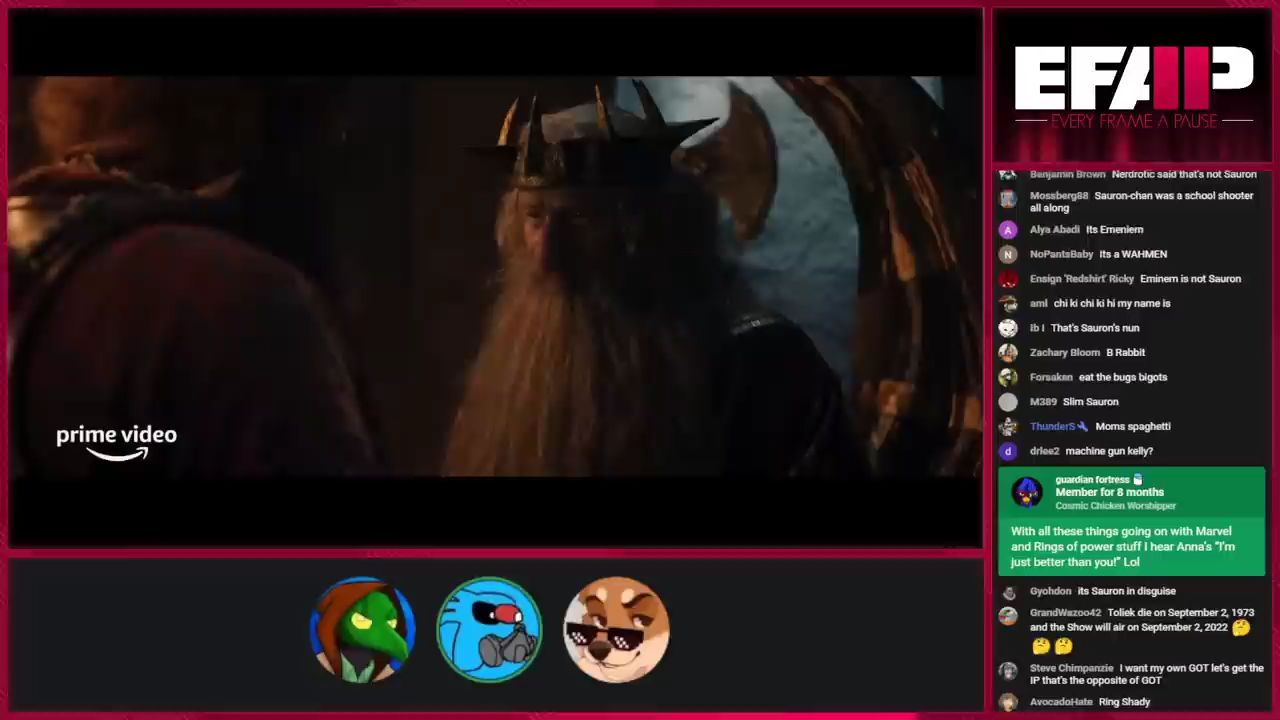 prime video
EFAP
EVERY FRAME A PAUSE
Benjamin Brown Nerdrotic said that's not Sauron
Mossberg88 Sauron-chan was a school shooter
all along
A Alya Abadi Its Emeniem
N NoPantsBaby Its a WAHMEN
Ensign 'Redshirt' Ricky Eminem is not Sauron
aml chi ki chi ki hi my name is
Ib I That's Sauron's nun
Zachary Bloom B Rabbit
Forsaken eat the bugs bigots
M389 Slim Sauron
ThunderS Moms spaghetti
d drlee2 machine gun kelly?
guardian fortress
Member for 8 months
Cosmic Chicken Worshipper
With all these things going on with Marvel
and Rings of power stuff I hear Anna's "I'm
just better than you!" Lol
Gyohdon its Sauron in disguise
GrandWazoo42 Toliek die on September 2, 1973
and the Show will air on September 2, 2022 🤔
🤔 🤔
Steve Chimpanzie I want my own GOT let's get the
IP that's the opposite of GOT
AvocadoHate Ring Shady